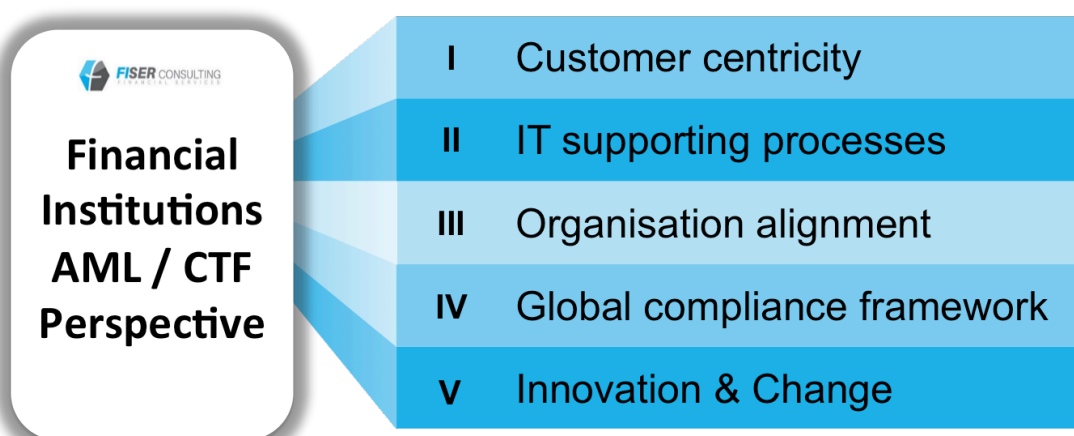 FISER CONSULTING
FINANCIAL SERVICES
Financial
Institutions
AML / CTF
Perspective
I Customer centricity
II IT supporting processes
III Organisation alignment
IV Global compliance framework
V Innovation & Change